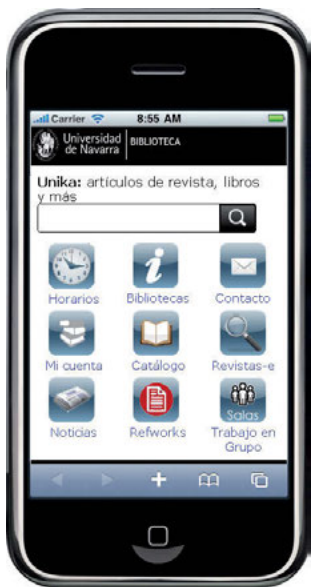 Carrier 8:55 AM
Universidad
de Navarra
BIBLIOTECA
Unika: artículos de revista, libros
y más
Horarios Bibliotecas Contacto
Mi cuenta Catálogo Revistas-e
Salas
Noticias Refworks Trabajo en
Grupo